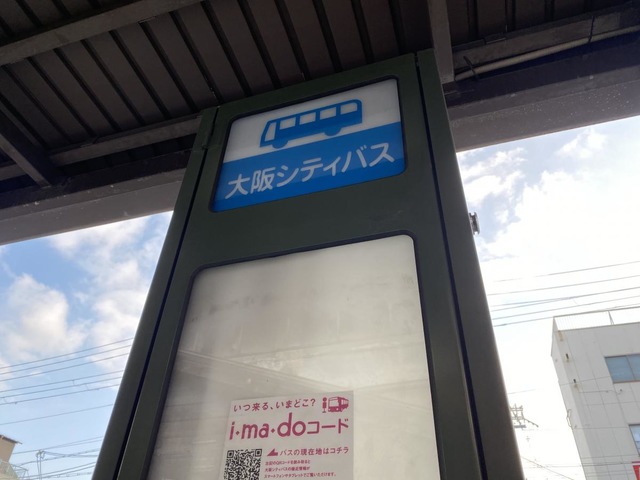 大阪シティバス
いつ来る、いまどこ?
i・ma・doコード
バスの現在地はコチラ